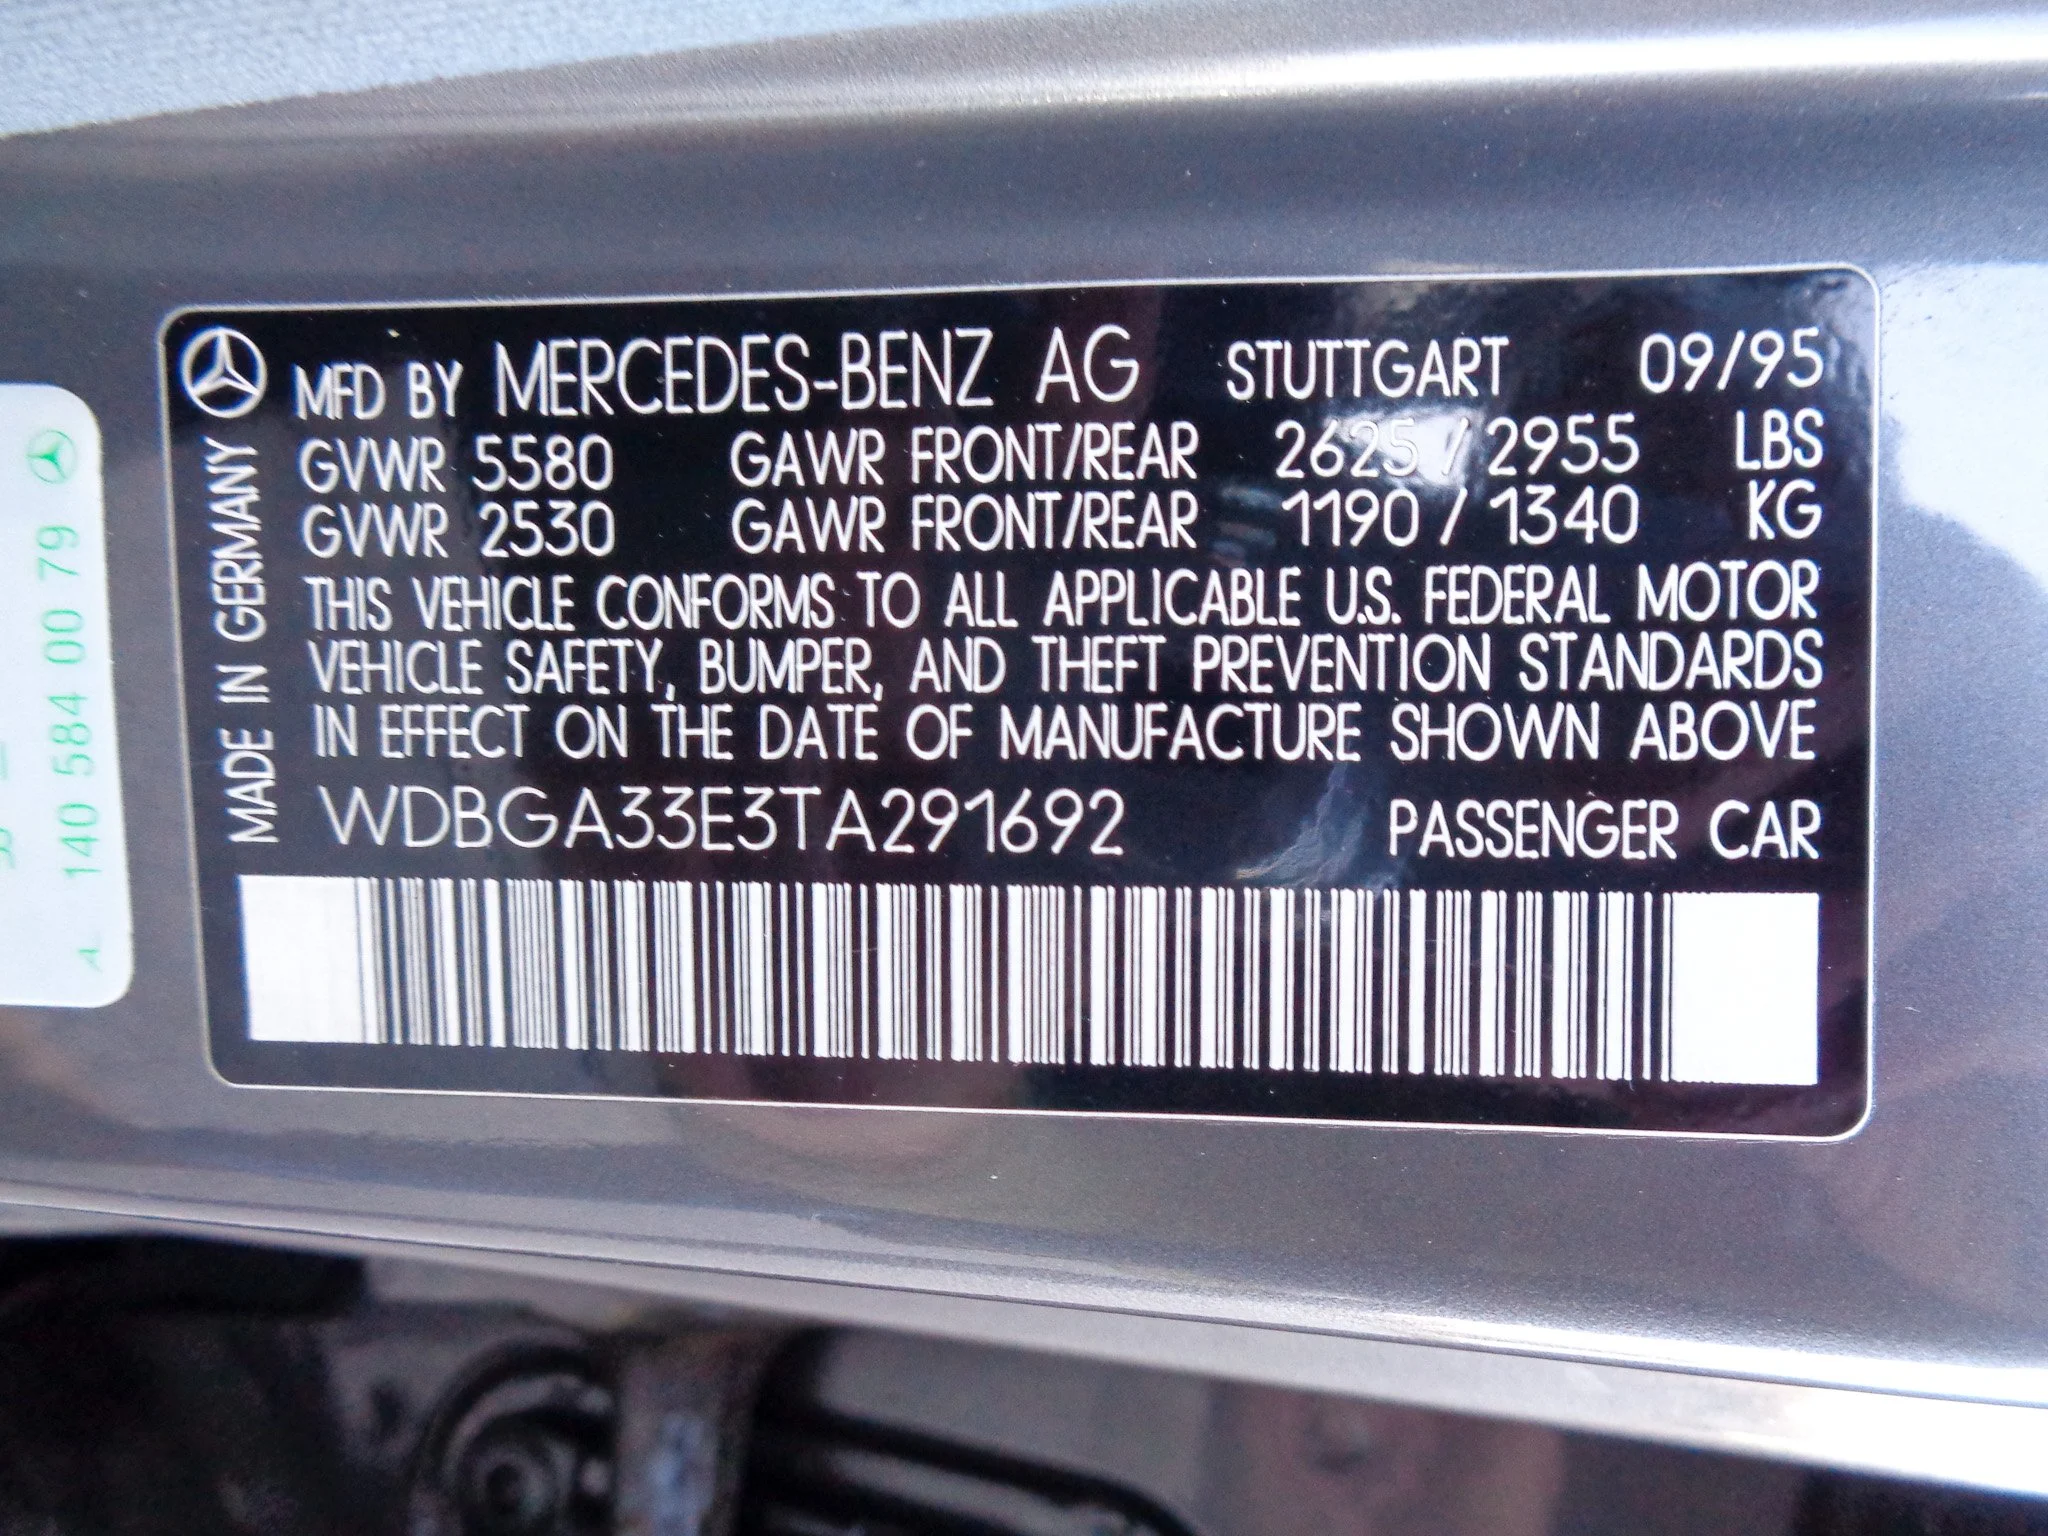 MFD BY MERCEDES-BENZ AG STUTTGART 09/95
GVWR 5580 GAWR FRONT/REAR 2625 / 2955 LBS
GVWR 2530 GAWR FRONT/REAR 1190 / 1340 KG
THIS VEHICLE CONFORMS TO ALL APPLICABLE U.S. FEDERAL MOTOR
VEHICLE SAFETY, BUMPER, AND THEFT PREVENTION STANDARDS
IN EFFECT ON THE DATE OF MANUFACTURE SHOWN ABOVE
WDBGA33E3TA291692 PASSENGER CAR
MADE IN GERMANY
140 584 00 79